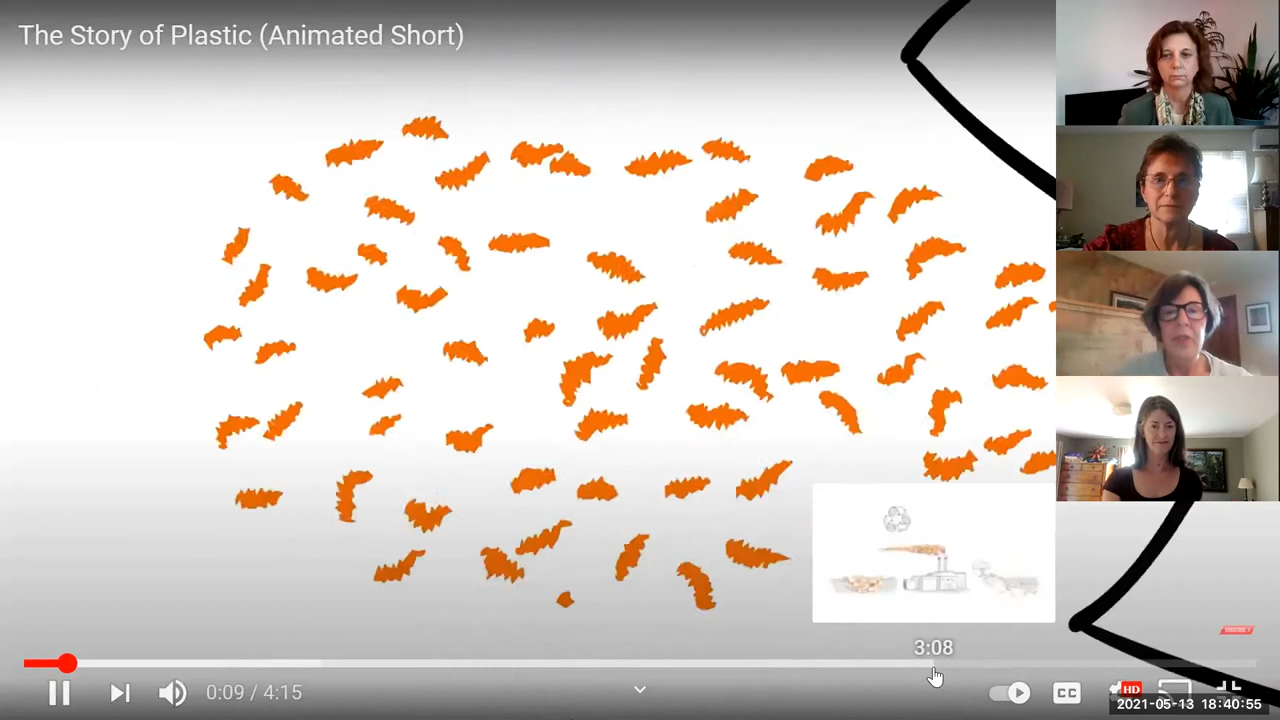 The Story of Plastic (Animated Short)
3:08
0:09 / 4:15
CC
HD
2021-05-13 18:40:55